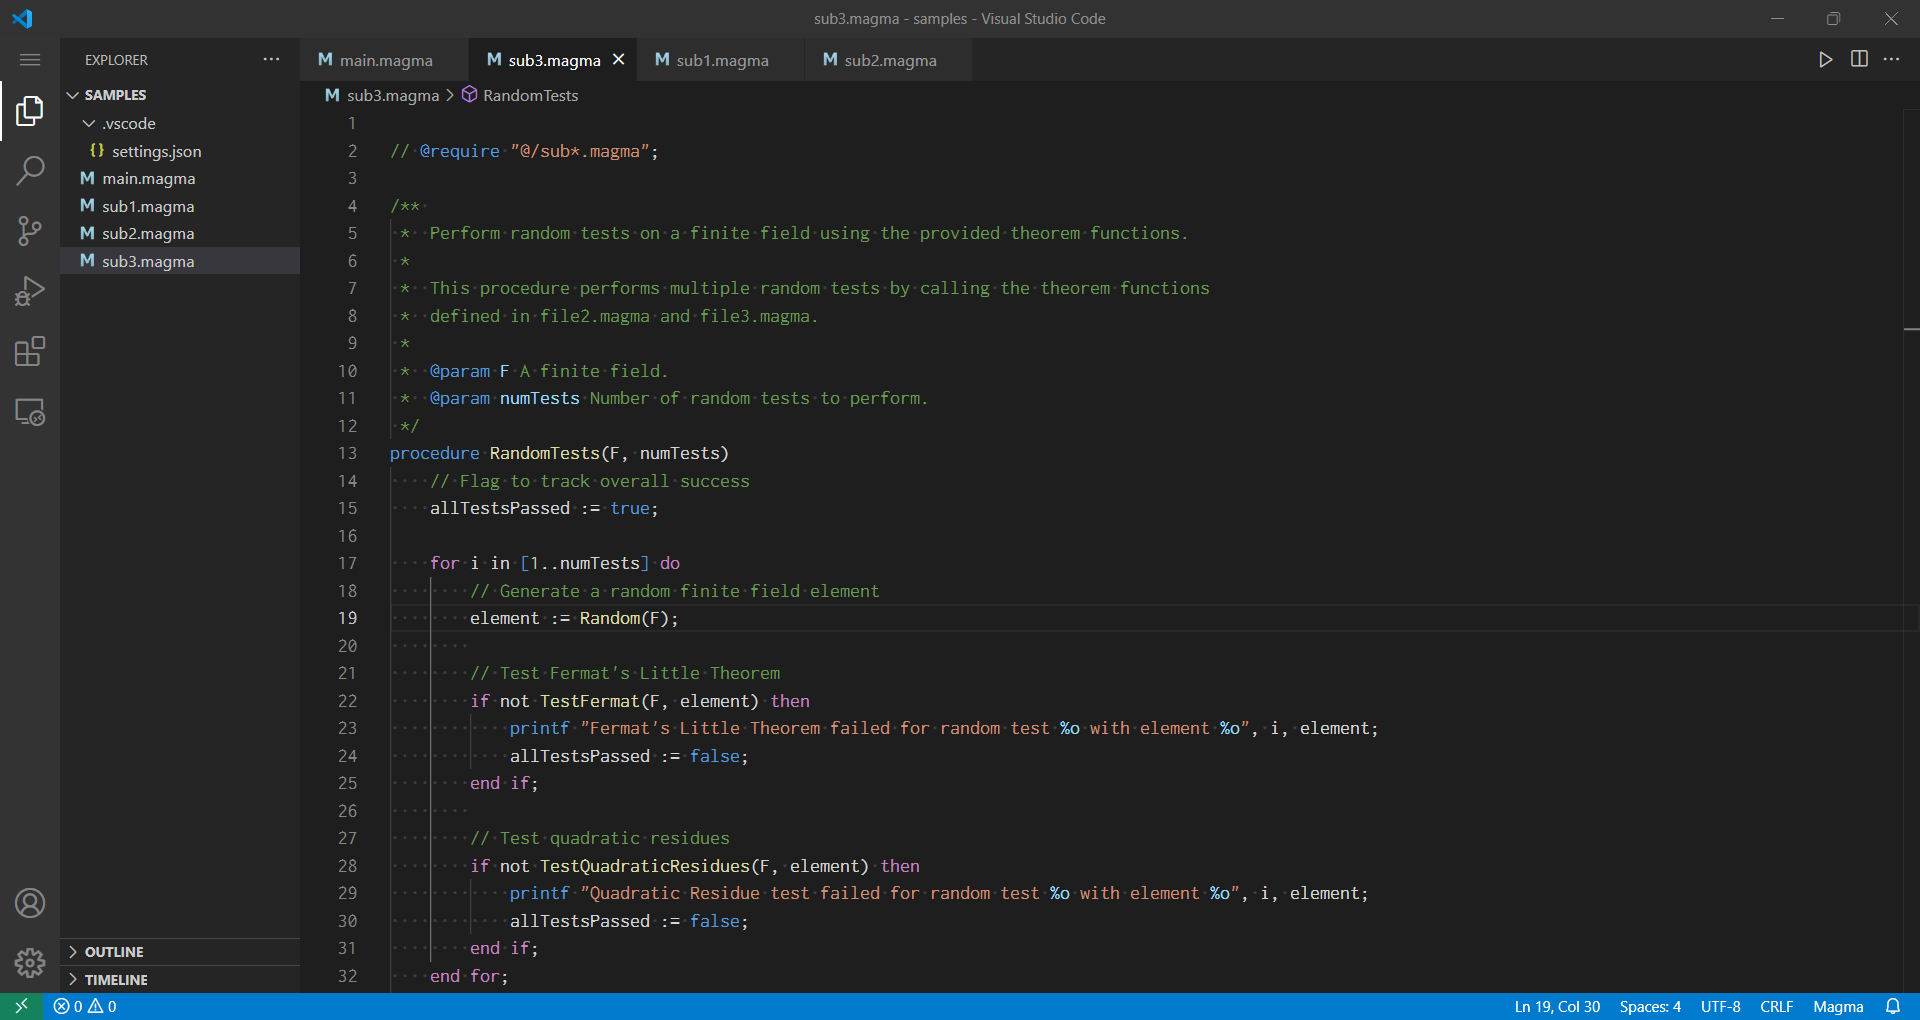 sub3.magma - samples - Visual Studio Code
EXPLORER
SAMPLES
.vscode
{} settings.json
M main.magma
M sub1.magma
M sub2.magma
M sub3.magma
OUTLINE
TIMELINE
M main.magma M sub3.magma M sub1.magma M sub2.magma
M sub3.magma > RandomTests
1
2 // @require "@/sub*.magma";
3
4 /**
5 *  Perform random tests on a finite field using the provided theorem functions.
6 *
7 *  This procedure performs multiple random tests by calling the theorem functions
8 *  defined in file2.magma and file3.magma.
9 *
10 *  @param F A finite field.
11 *  @param numTests Number of random tests to perform.
12 */
13 procedure RandomTests(F, numTests)
14     // Flag to track overall success
15     allTestsPassed := true;
16
17     for i in [1..numTests] do
18         // Generate a random finite field element
19         element := Random(F);
20
21         // Test Fermat's Little Theorem
22         if not TestFermat(F, element) then
23             printf "Fermat's Little Theorem failed for random test %o with element %o", i, element;
24             allTestsPassed := false;
25         end if;
26
27         // Test quadratic residues
28         if not TestQuadraticResidues(F, element) then
29             printf "Quadratic Residue test failed for random test %o with element %o", i, element;
30             allTestsPassed := false;
31         end if;
32     end for;
0 0 Ln 19, Col 30 Spaces: 4 UTF-8 CRLF Magma